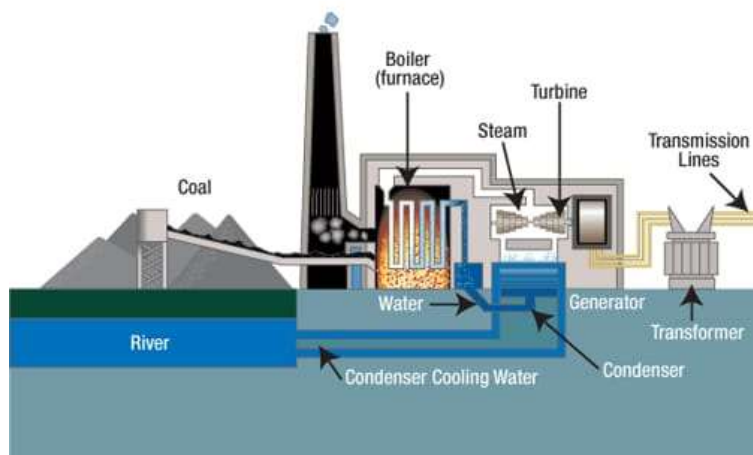 Boiler
(furnace)
Turbine
Steam
Transmission
Lines
Coal
Water
Generator
River
Transformer
Condenser Cooling Water
Condenser